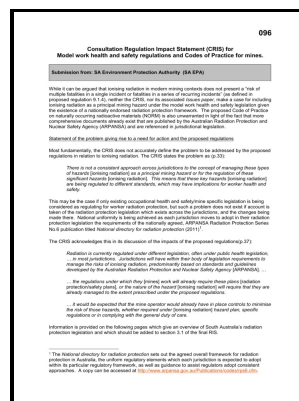 096
Consultation Regulation Impact Statement (CRIS) for
Model work health and safety regulations and Codes of Practice for mines.
Submission from: SA Environment Protection Authority (SA EPA)
While it can be argued that ionising radiation in modern mining contexts does not present a "risk of
multiple fatalities in a single incident or fatalities in a series of recurring incidents" (as defined in
proposed regulation 9.1.4), neither the CRIS, nor its associated issues paper, make a case for including
ionising radiation as a principal mining hazard under the model work health and safety legislation given
the existence of a nationally endorsed radiation protection framework. The proposed Code of Practice
on naturally occurring radioactive materials (NORM) is also unwarranted in light of the fact that more
comprehensive documents already exist that are published by the Australian Radiation Protection and
Nuclear Safety Agency (ARPANSA) and are referenced in jurisdictional legislation.
Statement of the problem giving rise to a need for action and the proposed regulations
Most fundamentally, the CRIS does not accurately define the problem to be addressed by the proposed
regulations in relation to ionising radiation. The CRIS states the problem as (p.33):
There is not a consistent approach across jurisdictions to the concept of managing these types
of hazards [ionising radiation] as a principal mining hazard or for the regulation of these
significant hazards [ionising radiation]. This means that these key hazards [ionising radiation]
are being regulated to different standards, which may have implications for worker health and
safety.
This may be the case if only existing occupational health and safety/mine specific legislation is being
considered as regulating for worker radiation protection, but such a problem does not exist if account is
taken of the radiation protection legislation which exists across the jurisdictions, and the changes being
made there. National uniformity is being achieved as each jurisdiction moves to adopt in their radiation
protection legislation the requirements of the nationally agreed, ARPANSA Radiation Protection Series
No.6 publication titled National directory for radiation protection (2011)¹.
The CRIS acknowledges this in its discussion of the impacts of the proposed regulations(p.37):
Radiation is currently regulated under different legislation, often under public health legislation,
... in most jurisdictions. Jurisdictions will have within their body of legislation requirements to
manage the risks of ionising radiation, predominantly based on standards and guidelines
developed by the Australian Radiation Protection and Nuclear Safety Agency [ARPANSA]. ...
... the regulations under which they [mines] work will already require these plans [radiation
protection/safety plans], or the nature of the hazard [ionising radiation] will require that they are
already managed to the extent prescribed under the proposed regulations.
... it would be expected that the mine operator would already have in place controls to minimise
the risk of those hazards, whether required under [ionising radiation] hazard plan, specific
regulations or in complying with the general duty of care.
Information is provided on the following pages which give an overview of South Australia's radiation
legislation and which should be added to section 3.1 of the final RIS.
¹ The National directory for radiation protection sets out the agreed overall framework for radiation
protection in Australia, the uniform regulatory elements which each jurisdiction is expected to adopt
within its particular regulatory framework, as well as guidance to assist regulators adopt consistent
approaches. A copy can be accessed at http://www.arpansa.gov.au/Publications/codes/rps6.cfm.